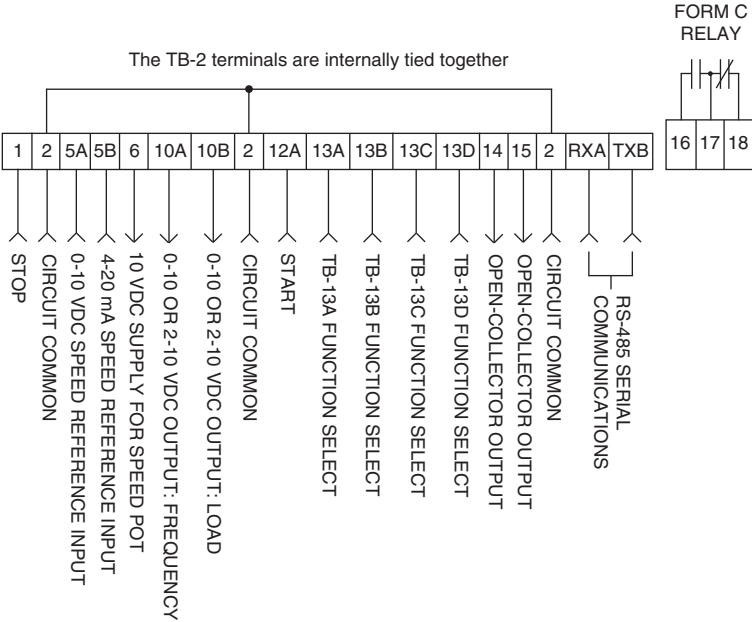 FORM C
RELAY
The TB-2 terminals are internally tied together
1 2 5A 5B 6 10A 10B 2 12A 13A 13B 13C 13D 14 15 2 RXA TXB
16 17 18
STOP
CIRCUIT COMMON
0-10 VDC SPEED REFERENCE INPUT
4-20 mA SPEED REFERENCE INPUT
10 VDC SUPPLY FOR SPEED POT
0-10 OR 2-10 VDC OUTPUT: FREQUENCY
0-10 OR 2-10 VDC OUTPUT: LOAD
CIRCUIT COMMON
START
TB-13A FUNCTION SELECT
TB-13B FUNCTION SELECT
TB-13C FUNCTION SELECT
TB-13D FUNCTION SELECT
OPEN-COLLECTOR OUTPUT
OPEN-COLLECTOR OUTPUT
CIRCUIT COMMON
RS-485 SERIAL
COMMUNICATIONS